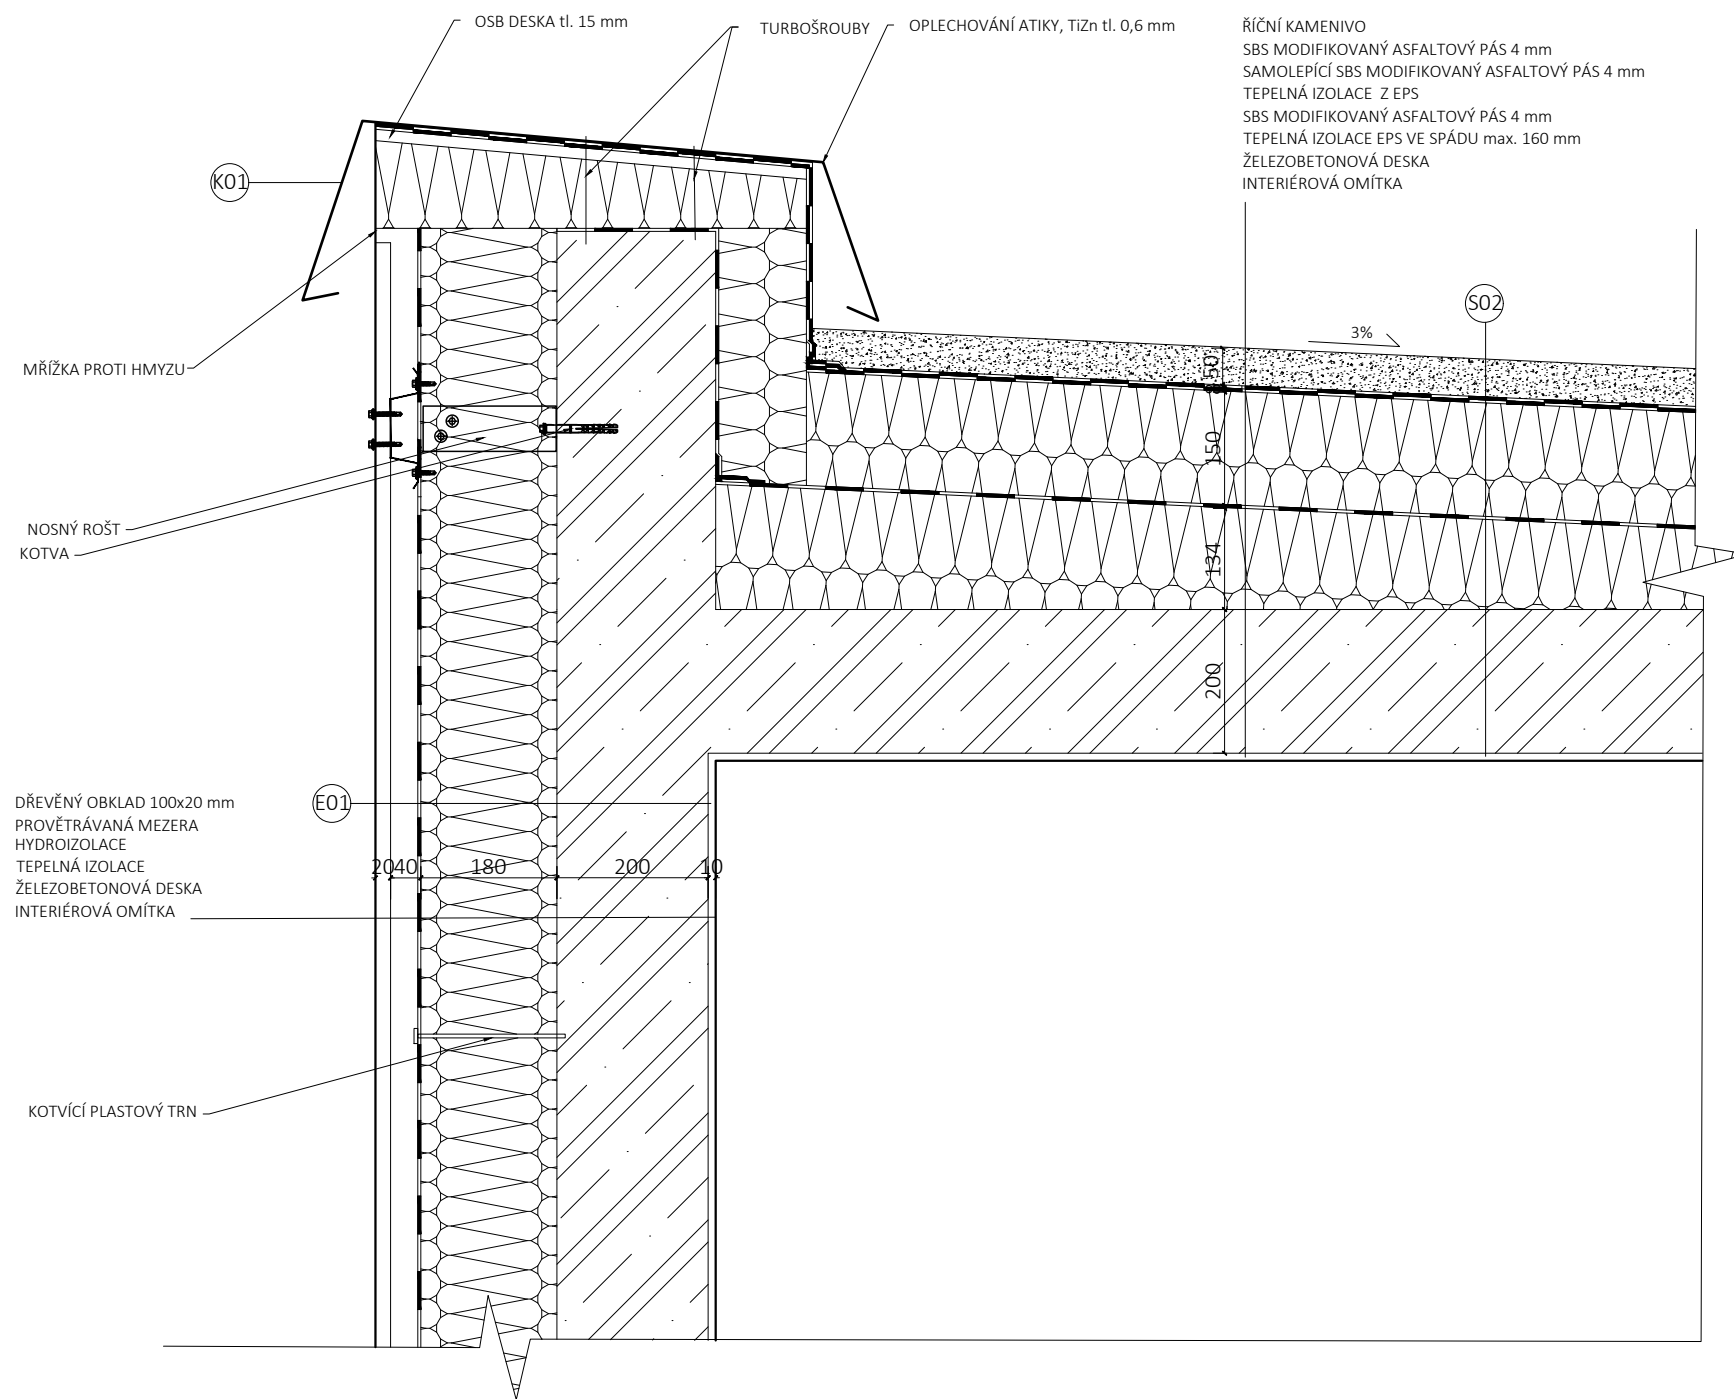 OSB DESKA tl. 15 mm
TURBOŠROUBY
OPLECHOVÁNÍ ATIKY, TiZn tl. 0,6 mm
ŘÍČNÍ KAMENIVO
SBS MODIFIKOVANÝ ASFALTOVÝ PÁS 4 mm
SAMOLEPÍCÍ SBS MODIFIKOVANÝ ASFALTOVÝ PÁS 4 mm
TEPELNÁ IZOLACE Z EPS
SBS MODIFIKOVANÝ ASFALTOVÝ PÁS 4 mm
TEPELNÁ IZOLACE EPS VE SPÁDU max. 160 mm
ŽELEZOBETONOVÁ DESKA
INTERIÉROVÁ OMÍTKA
K01
S02
3%
MŘÍŽKA PROTI HMYZU
50
150
NOSNÝ ROŠT
KOTVA
134
200
E01
DŘEVĚNÝ OBKLAD 100x20 mm
PROVĚTRÁVANÁ MEZERA
HYDROIZOLACE
TEPELNÁ IZOLACE
ŽELEZOBETONOVÁ DESKA
INTERIÉROVÁ OMÍTKA
20 40 180 200 10
KOTVÍCÍ PLASTOVÝ TRN